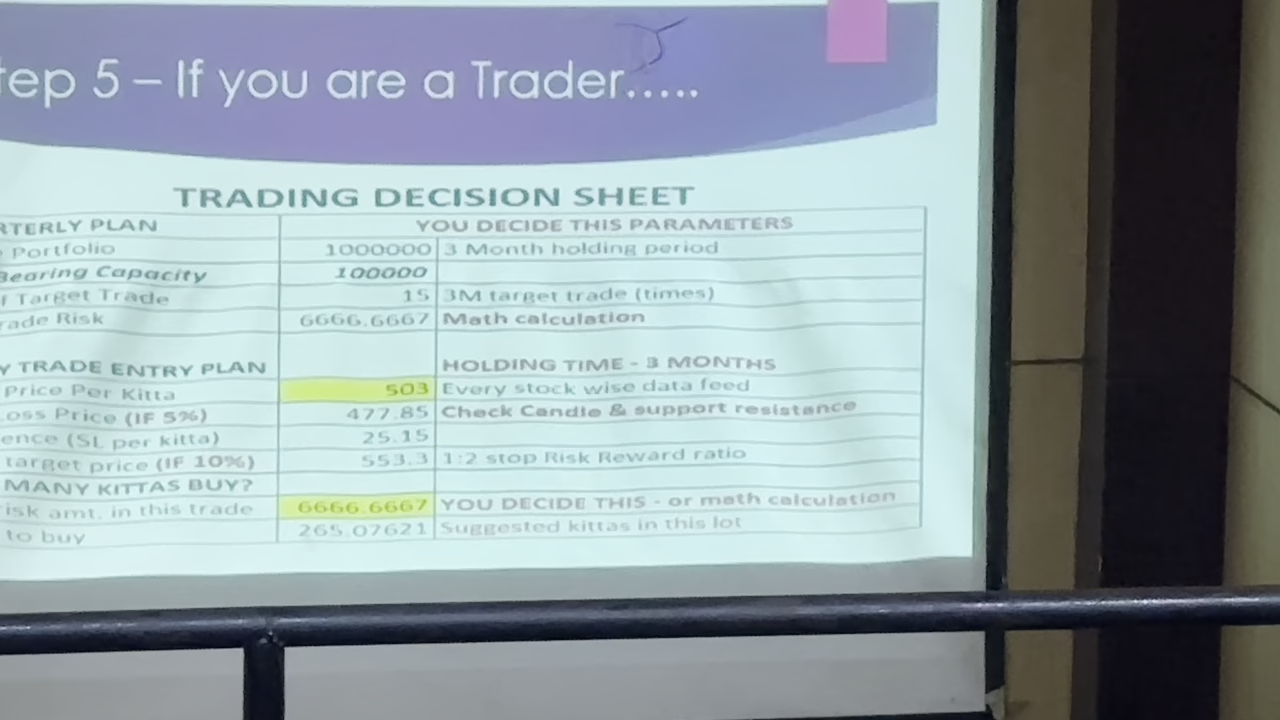 tep 5 – If you are a Trader.....
TRADING DECISION SHEET
RTERLY PLAN YOU DECIDE THIS PARAMETERS
Portfolio 1000000 3 Month holding period
Bearing Capacity 100000
f Target Trade 15 3M target trade (times)
rade Risk 6666.6667 Math calculation
Y TRADE ENTRY PLAN HOLDING TIME - 3 MONTHS
Price Per Kitta 503 Every stock wise data feed
Loss Price (IF 5%) 477.85 Check Candle & support resistance
ence (SL per kitta) 25.15
target price (IF 10%) 553.3 1:2 stop Risk Reward ratio
MANY KITTAS BUY?
isk amt. in this trade 6666.6667 YOU DECIDE THIS - or math calculation
to buy 265.07621 Suggested kittas in this lot